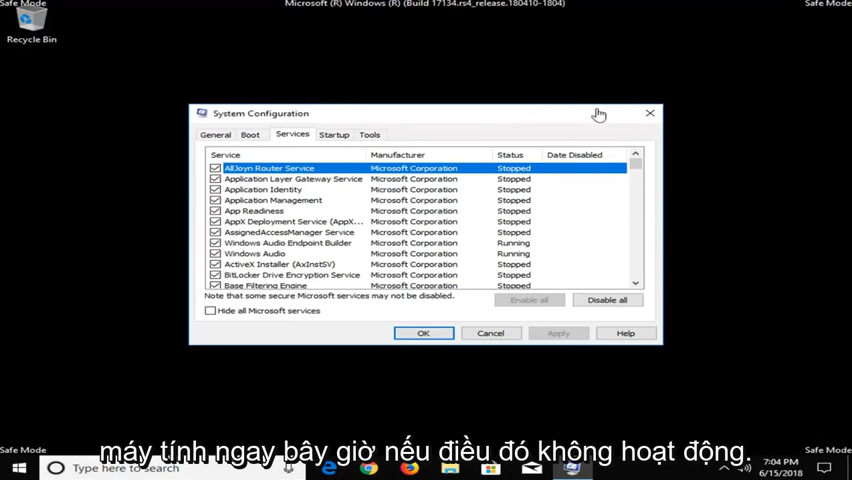 Safe Mode
Microsoft (R) Windows (R) (Build 17134.rs4_release.180410-1804)
Safe Mode
Recycle Bin
System Configuration
General Boot Services Startup Tools
Service Manufacturer Status Date Disabled
AllJoyn Router Service Microsoft Corporation Stopped
Application Layer Gateway Service Microsoft Corporation Stopped
Application Identity Microsoft Corporation Stopped
Application Management Microsoft Corporation Stopped
App Readiness Microsoft Corporation Stopped
AppX Deployment Service (AppX... Microsoft Corporation Stopped
AssignedAccessManager Service Microsoft Corporation Stopped
Windows Audio Endpoint Builder Microsoft Corporation Running
Windows Audio Microsoft Corporation Running
ActiveX Installer (AxInstSV) Microsoft Corporation Stopped
BitLocker Drive Encryption Service Microsoft Corporation Stopped
Base Filtering Engine Microsoft Corporation Stopped
Note that some secure Microsoft services may not be disabled.
Enable all Disable all
Hide all Microsoft services
OK Cancel Apply Help
máy tính ngay bây giờ nếu điều đó không hoạt động.
Safe Mode
Safe Mode
Type here to search
7:04 PM
6/15/2018